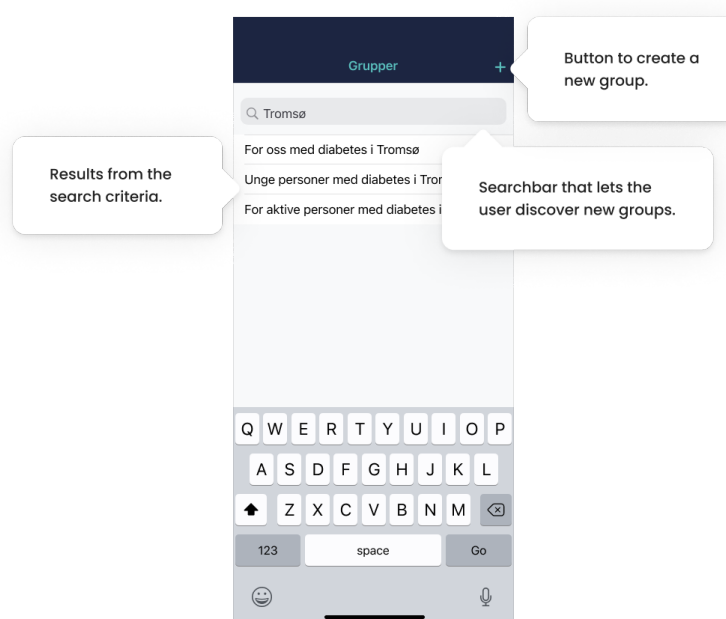 Grupper
+
Button to create a
new group.
Tromsø
For oss med diabetes i Tromsø
Results from the
search criteria.
Unge personer med diabetes i
Searchbar that lets the
user discover new groups.
For aktive personer med diabetes i
Q W E R T Y U I O P
A S D F G H J K L
Z X C V B N M
123 space Go